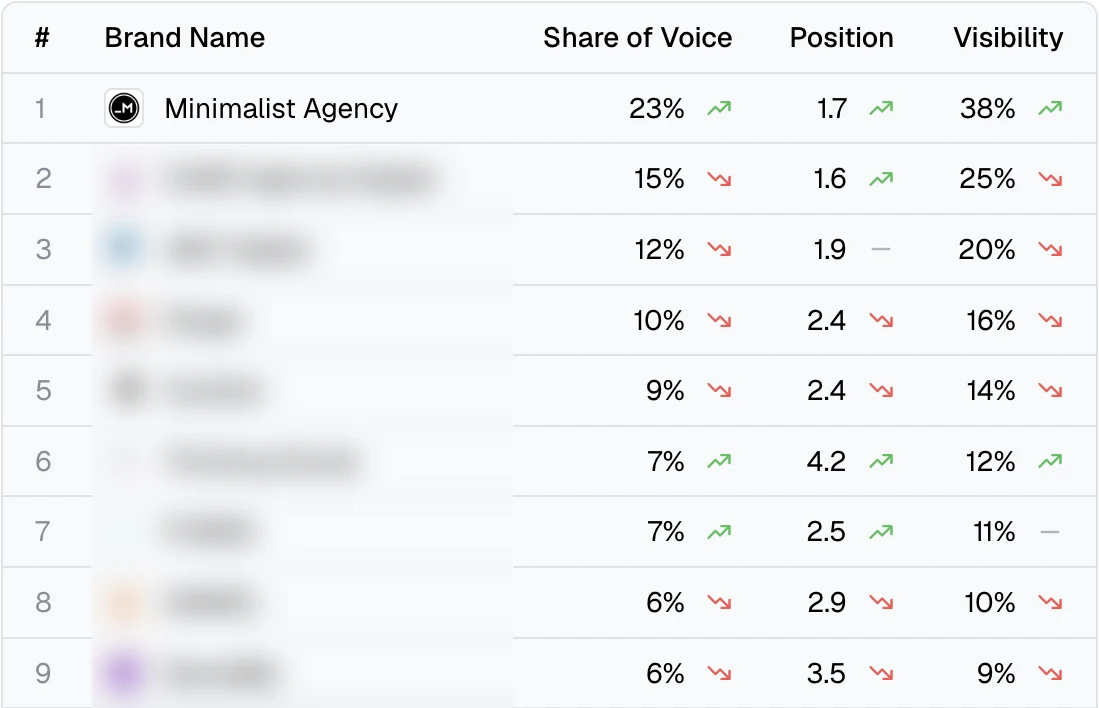 # Brand Name Share of Voice Position Visibility
1 _M Minimalist Agency 23% 1.7 38%
2 15% 1.6 25%
3 12% 1.9 20%
4 10% 2.4 16%
5 9% 2.4 14%
6 7% 4.2 12%
7 7% 2.5 11%
8 6% 2.9 10%
9 6% 3.5 9%